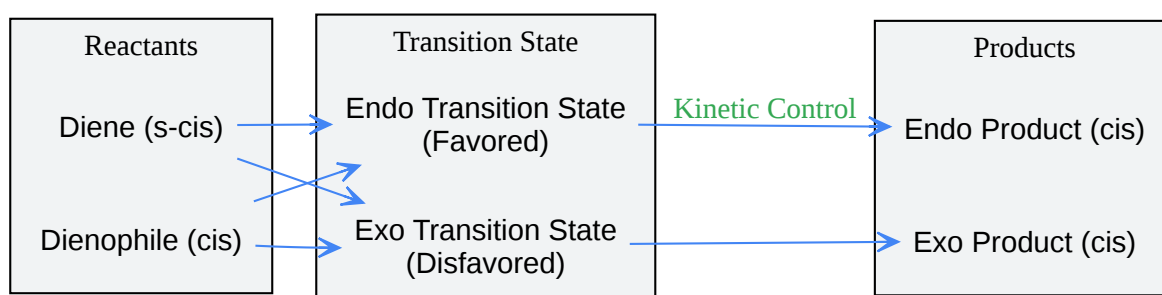 Reactants
Diene (s-cis)
Dienophile (cis)
Transition State
Endo Transition State
(Favored)
Exo Transition State
(Disfavored)
Kinetic Control
Products
Endo Product (cis)
Exo Product (cis)